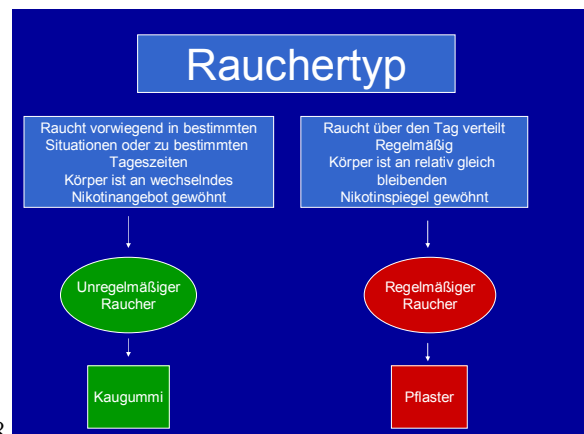 Rauchertyp
Raucht vorwiegend in bestimmten
Situationen oder zu bestimmten
Tageszeiten
Körper ist an wechselndes
Nikotinangebot gewöhnt
Raucht über den Tag verteilt
Regelmäßig
Körper ist an relativ gleich
bleibenden
Nikotinspiegel gewöhnt
Unregelmäßiger
Raucher
Regelmäßiger
Raucher
Kaugummi
Pflaster